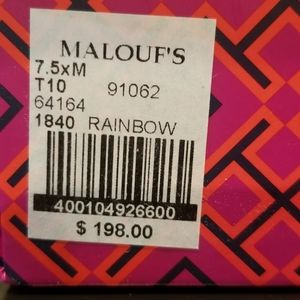 MALOUF'S
7.5xM
T10 91062
64164
1840 RAINBOW
400104926600
$ 198.00